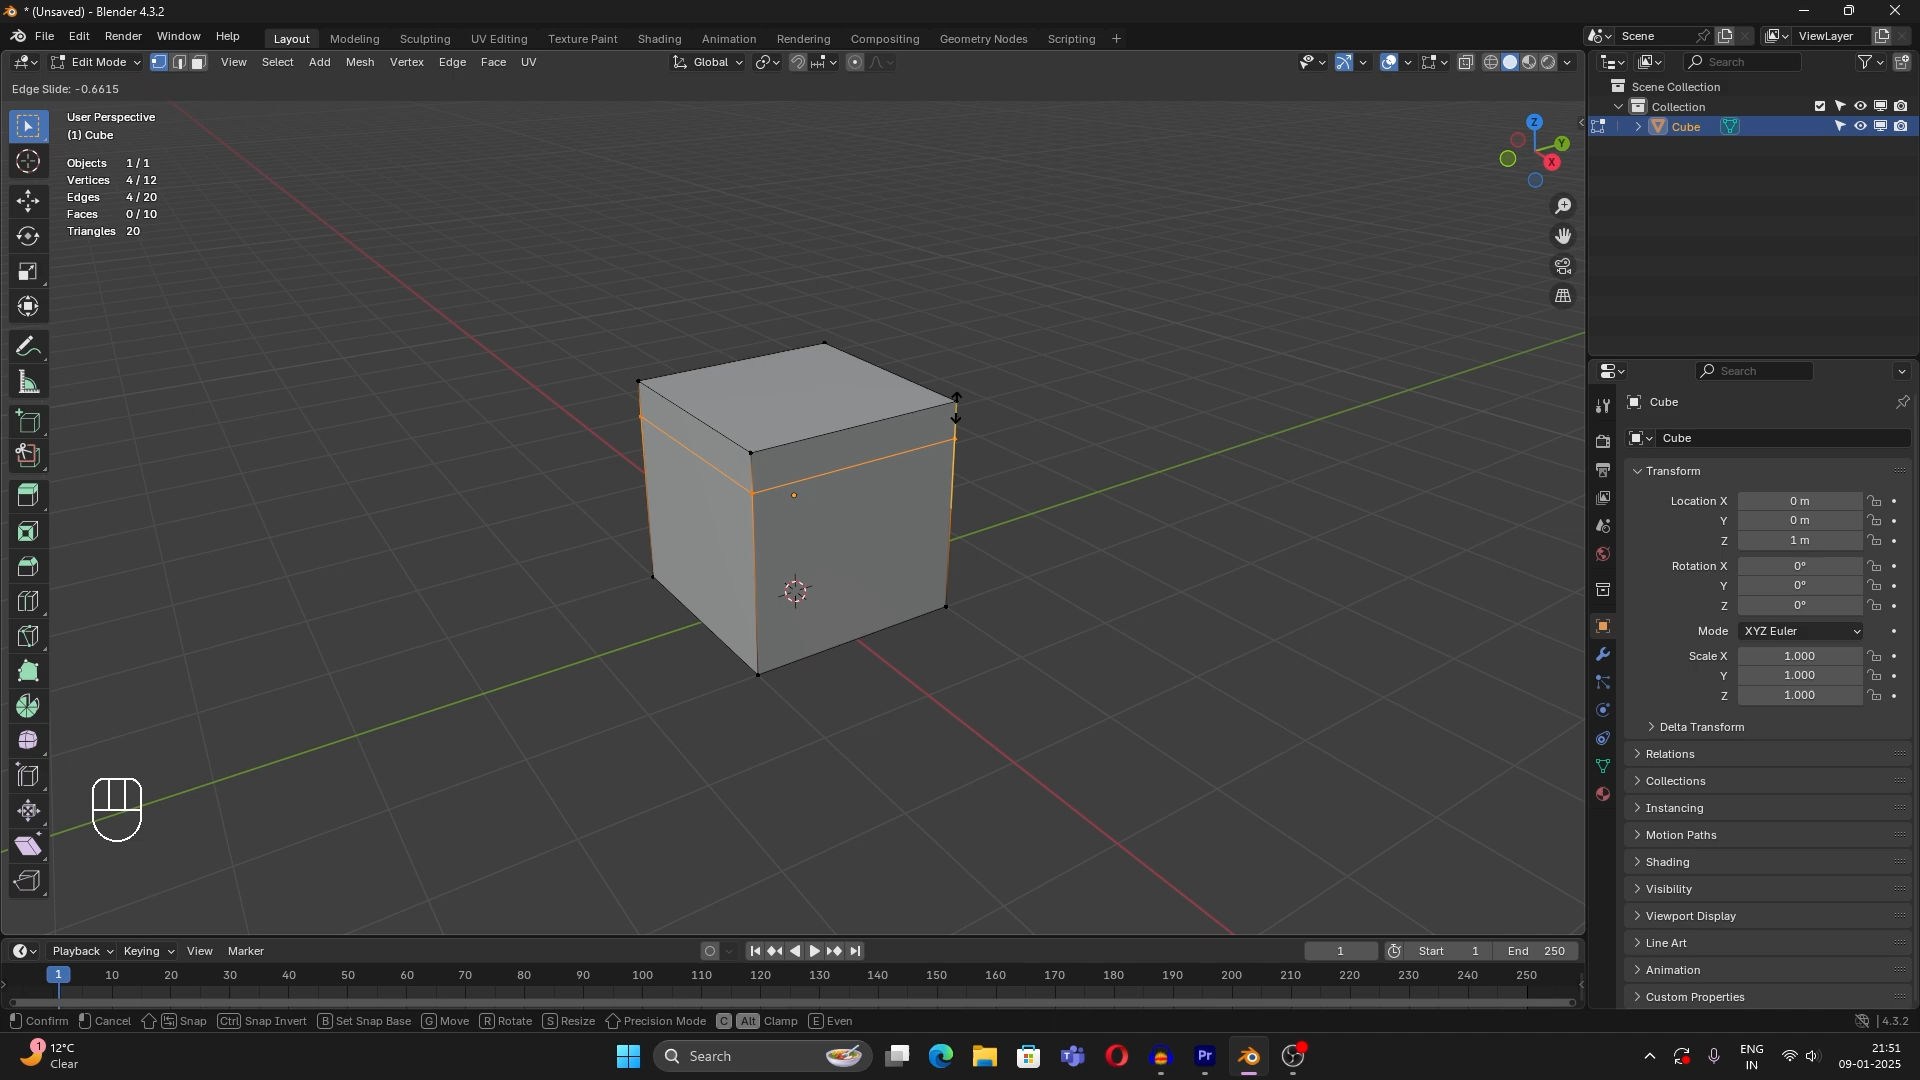 * (Unsaved) - Blender 4.3.2
File Edit Render Window Help Layout Modeling Sculpting UV Editing Texture Paint Shading Animation Rendering Compositing Geometry Nodes Scripting + Scene ViewLayer
Edit Mode View Select Add Mesh Vertex Edge Face UV Global Search
Edge Slide: -0.6615
Scene Collection
Collection
Cube
User Perspective
(1) Cube
Objects 1 / 1
Vertices 4 / 12
Edges 4 / 20
Faces 0 / 10
Triangles 20
Z
Y
X
Search
Cube
Cube
Transform
Location X 0 m
Y 0 m
Z 1 m
Rotation X 0°
Y 0°
Z 0°
Mode XYZ Euler
Scale X 1.000
Y 1.000
Z 1.000
Delta Transform
Relations
Collections
Instancing
Motion Paths
Shading
Visibility
Viewport Display
Line Art
Animation
Custom Properties
Playback Keying View Marker 1 Start 1 End 250
1 10 20 30 40 50 60 70 80 90 100 110 120 130 140 150 160 170 180 190 200 210 220 230 240 250
Confirm Cancel Snap Ctrl Snap Invert B Set Snap Base G Move R Rotate S Resize Precision Mode C Alt Clamp E Even 4.3.2
1 12°C
Clear
Search
Pr
ENG
IN
21:51
09-01-2025